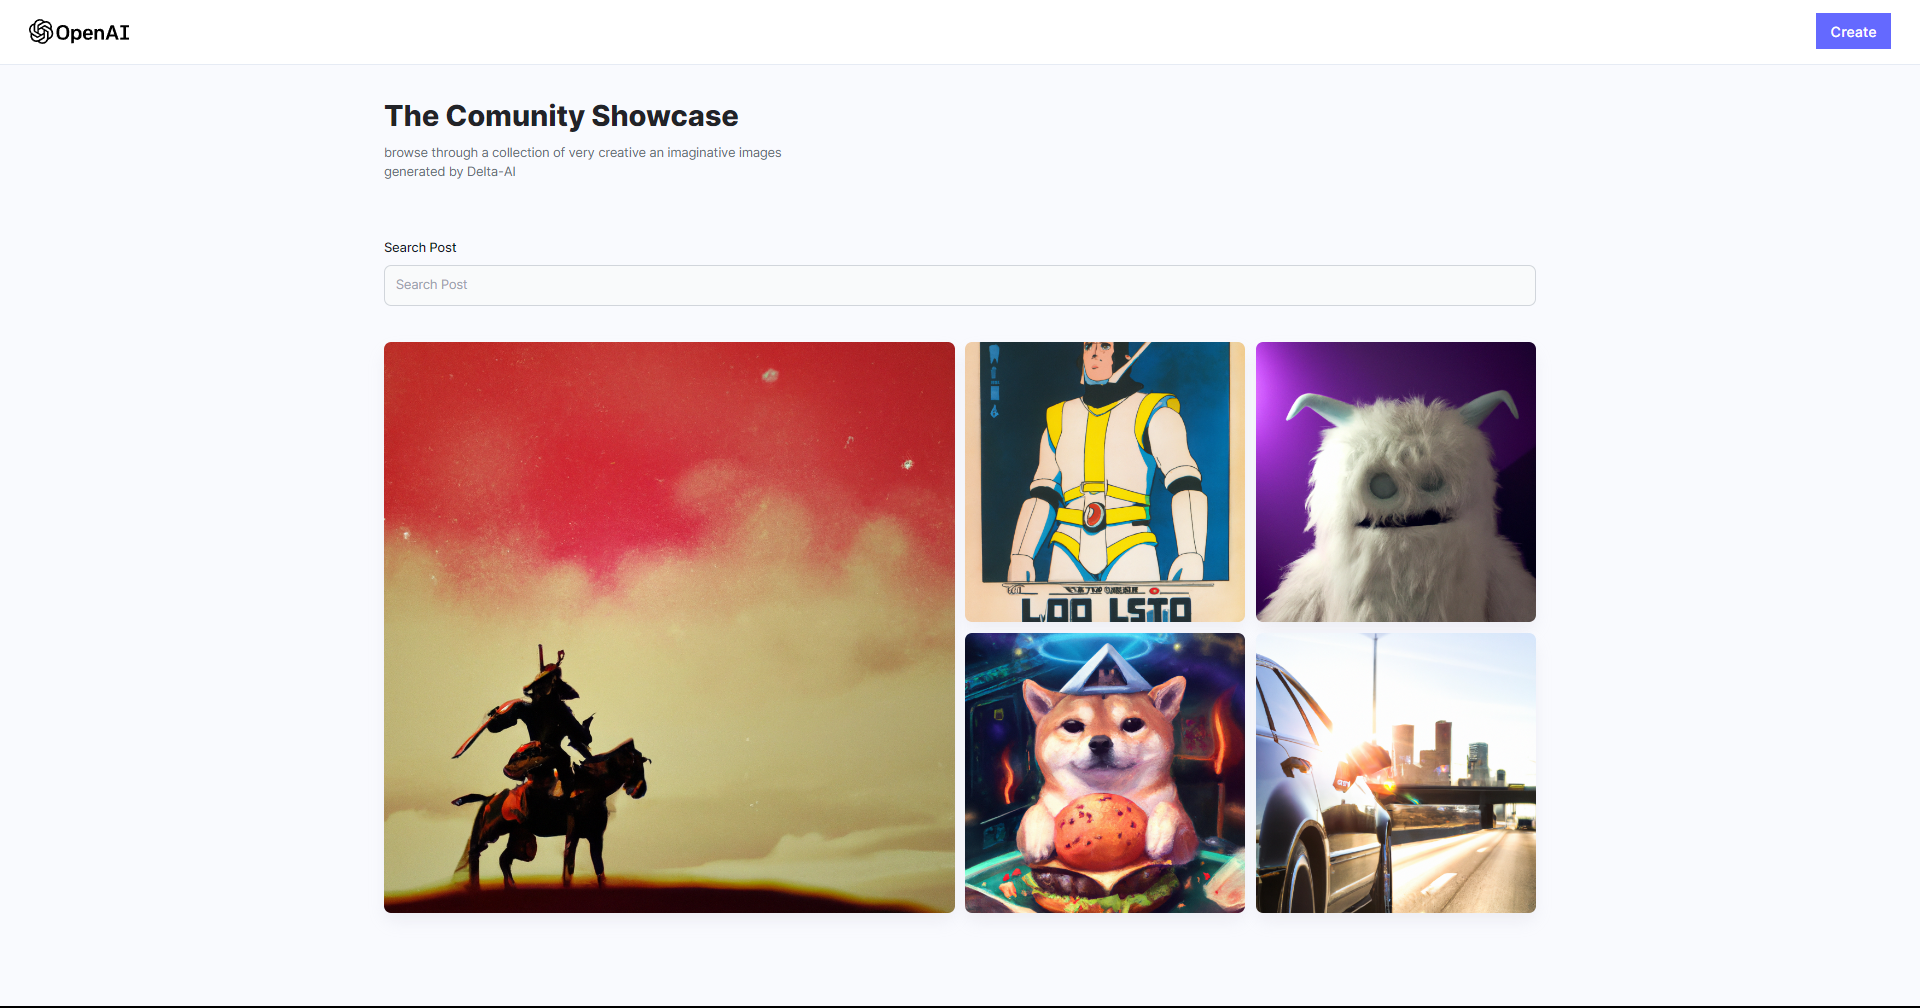 OpenAI
Create
The Comunity Showcase
browse through a collection of very creative an imaginative images
generated by Delta-AI
Search Post
Search Post
LOO LSTO